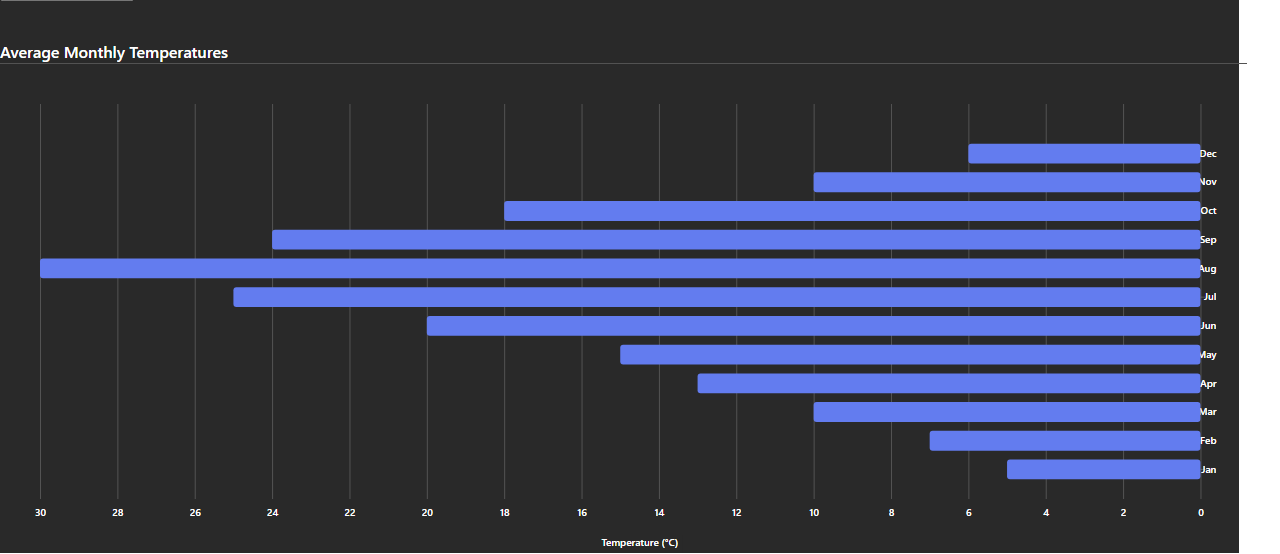 Average Monthly Temperatures
Dec
Nov
Oct
Sep
Aug
Jul
Jun
May
Apr
Mar
Feb
Jan
30 28 26 24 22 20 18 16 14 12 10 8 6 4 2 0
Temperature (°C)